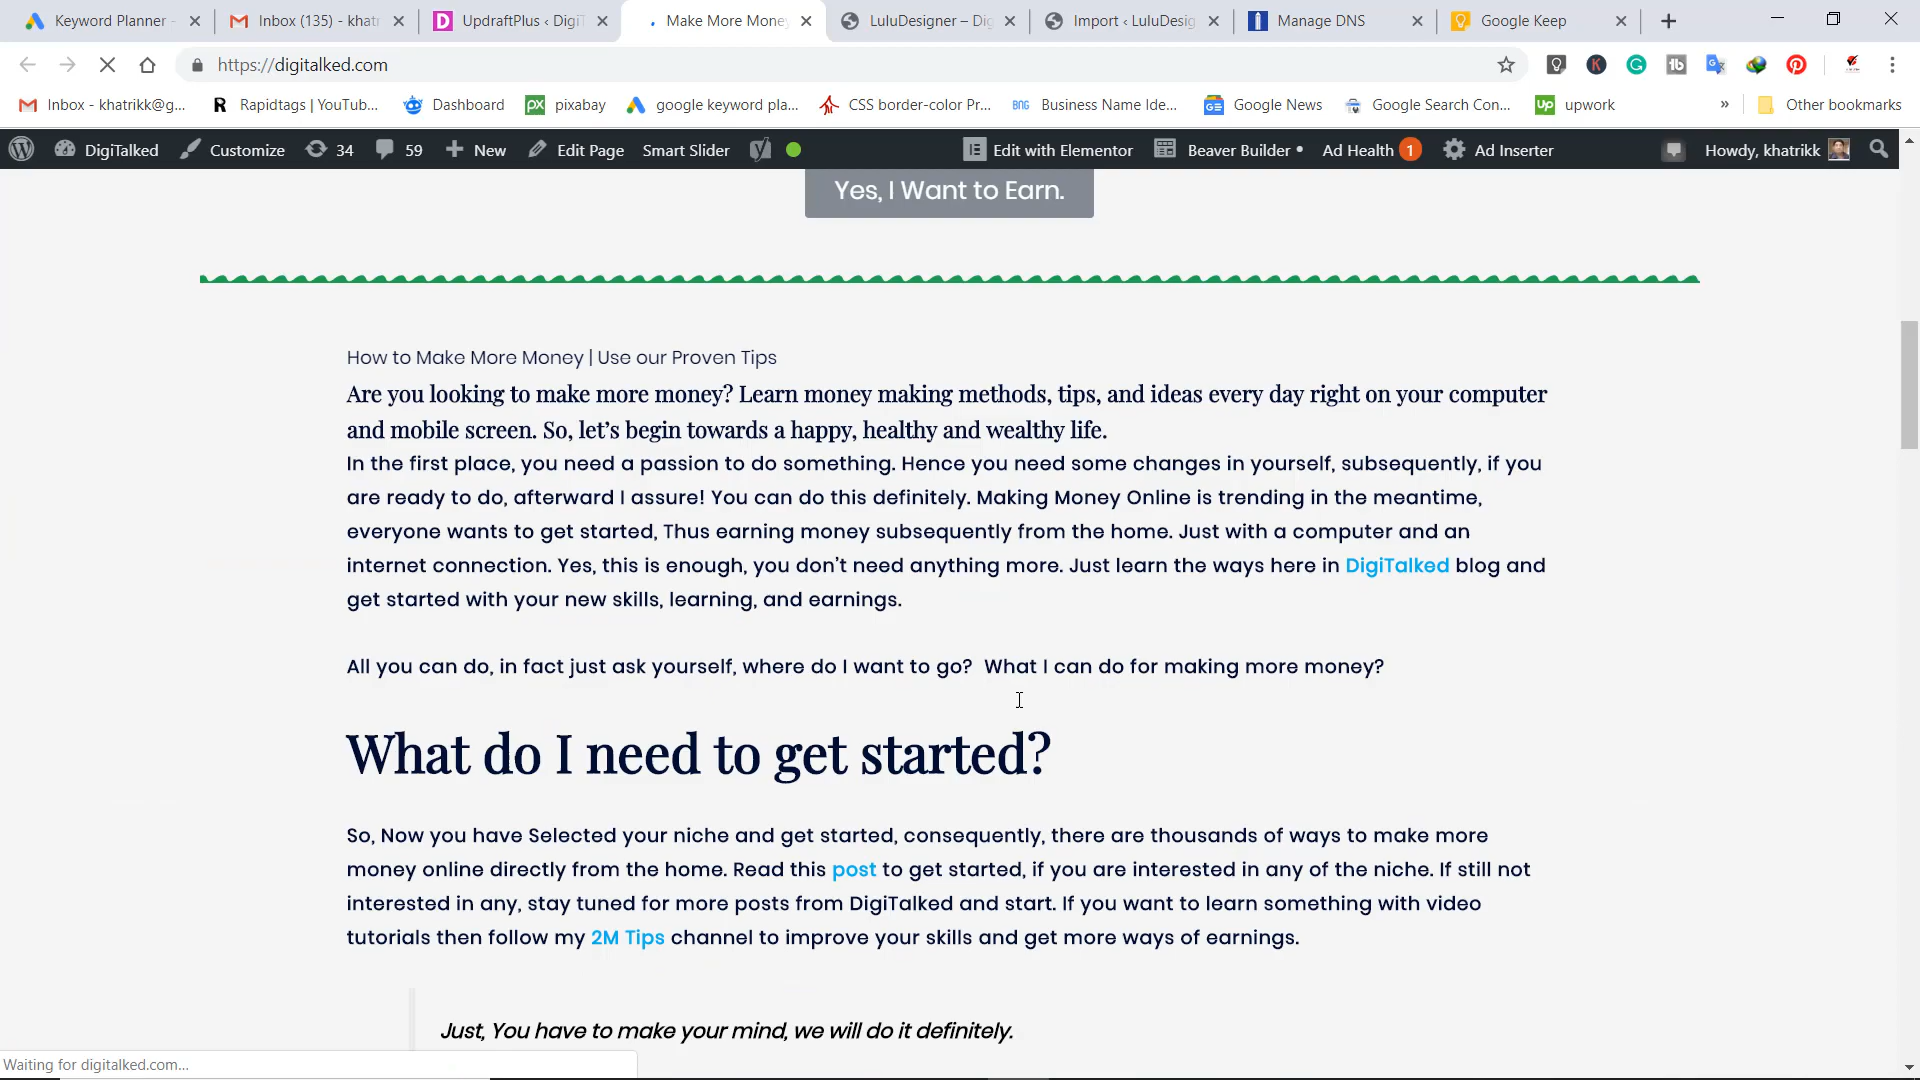 Keyword Planner -
Inbox (135) - khatr
UpdraftPlus ‹ DigiT
Make More Money
LuluDesigner – Dig
Import ‹ LuluDesig
Manage DNS
Google Keep
https://digitalked.com
Inbox - khatrikk@g...
Rapidtags | YouTub...
Dashboard
pixabay
google keyword pla...
CSS border-color Pr...
Business Name Ide...
Google News
Google Search Con...
upwork
»
Other bookmarks
DigiTalked
Customize
34
59
New
Edit Page
Smart Slider
Edit with Elementor
Beaver Builder •
Ad Health 1
Ad Inserter
Howdy, khatrikk
Yes, I Want to Earn.
How to Make More Money | Use our Proven Tips
Are you looking to make more money? Learn money making methods, tips, and ideas every day right on your computer
and mobile screen. So, let’s begin towards a happy, healthy and wealthy life.
In the first place, you need a passion to do something. Hence you need some changes in yourself, subsequently, if you
are ready to do, afterward I assure! You can do this definitely. Making Money Online is trending in the meantime,
everyone wants to get started, Thus earning money subsequently from the home. Just with a computer and an
internet connection. Yes, this is enough, you don’t need anything more. Just learn the ways here in DigiTalked blog and
get started with your new skills, learning, and earnings.
All you can do, in fact just ask yourself, where do I want to go?  What I can do for making more money?
What do I need to get started?
So, Now you have Selected your niche and get started, consequently, there are thousands of ways to make more
money online directly from the home. Read this post to get started, if you are interested in any of the niche. If still not
interested in any, stay tuned for more posts from DigiTalked and start. If you want to learn something with video
tutorials then follow my 2M Tips channel to improve your skills and get more ways of earnings.
Just, You have to make your mind, we will do it definitely.
Waiting for digitalked.com...